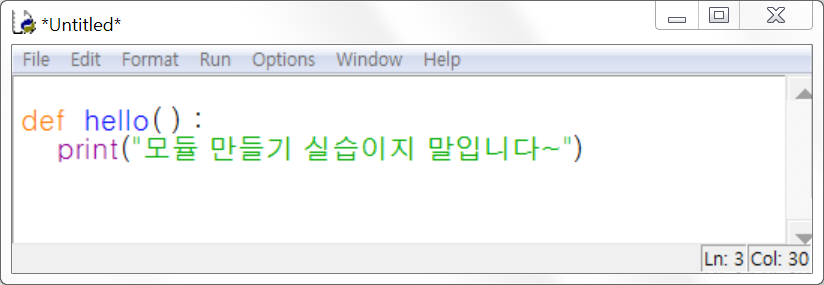 *Untitled*
File Edit Format Run Options Window Help
def hello():
print("모듈 만들기 실습이지 말입니다~")
Ln: 3 Col: 30